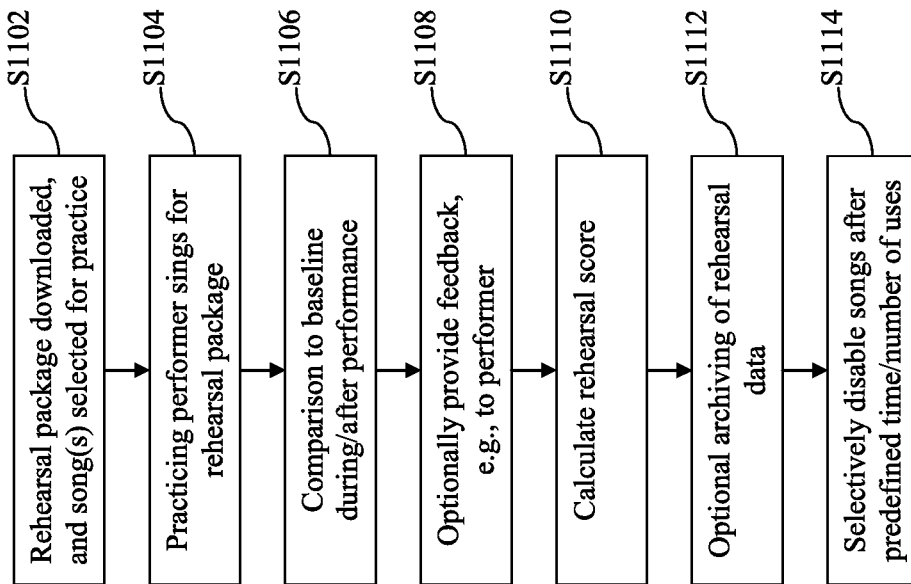 Rehearsal package downloaded,
and song(s) selected for practice
S1102
Practicing performer sings for
rehearsal package
S1104
Comparison to baseline
during/after performance
S1106
Optionally provide feedback,
e.g., to performer
S1108
Calculate rehearsal score
S1110
Optional archiving of rehearsal
data
S1112
Selectively disable songs after
predefined time/number of uses
S1114